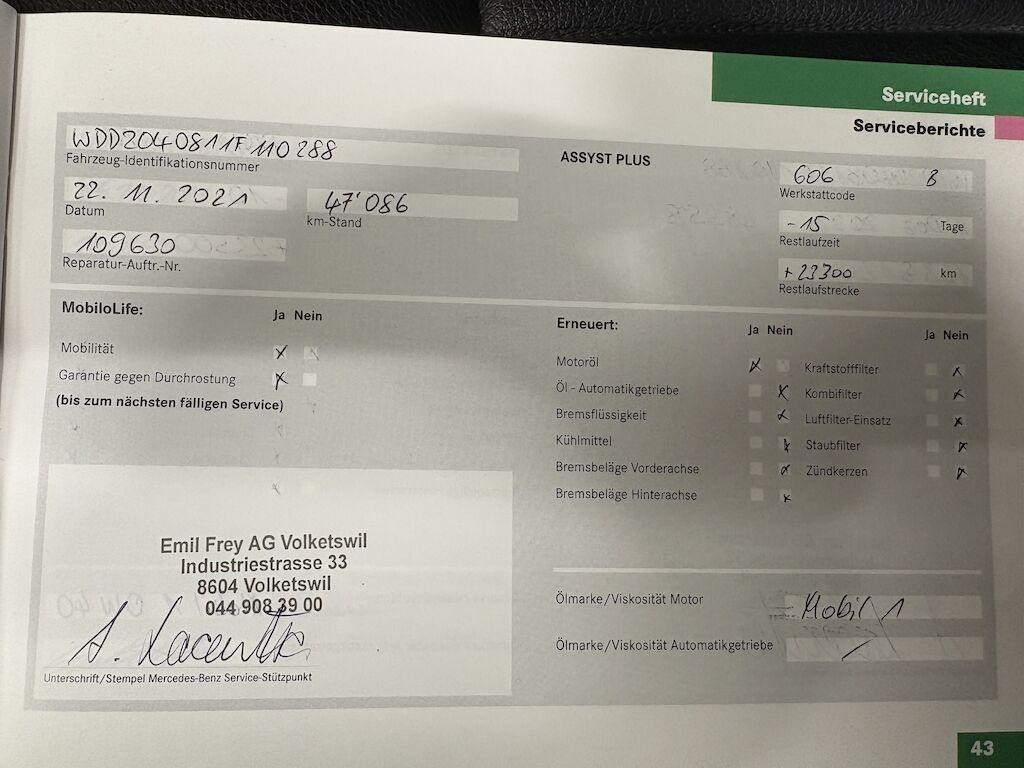 Serviceheft
Serviceberichte
WDD2040811F110288
Fahrzeug-Identifikationsnummer
22. 11. 2021
Datum
47'086
km-Stand
109630
Reparatur-Auftr.-Nr.
ASSYST PLUS
606 B
Werkstattcode
-15 Tage
Restlaufzeit
+23300 km
Restlaufstrecke
MobiloLife:
Ja Nein
Mobilität X
Garantie gegen Durchrostung X
(bis zum nächsten fälligen Service)
Emil Frey AG Volketswil
Industriestrasse 33
8604 Volketswil
044 908 39 00
Unterschrift/Stempel Mercedes-Benz Service-Stützpunkt
Erneuert:
Ja Nein
Motoröl X
Öl - Automatikgetriebe X
Bremsflüssigkeit X
Kühlmittel X
Bremsbeläge Vorderachse X
Bremsbeläge Hinterachse X
Ja Nein
Kraftstofffilter X
Kombifilter X
Luftfilter-Einsatz X
Staubfilter X
Zündkerzen X
Ölmarke/Viskosität Motor Mobil 1
Ölmarke/Viskosität Automatikgetriebe
43